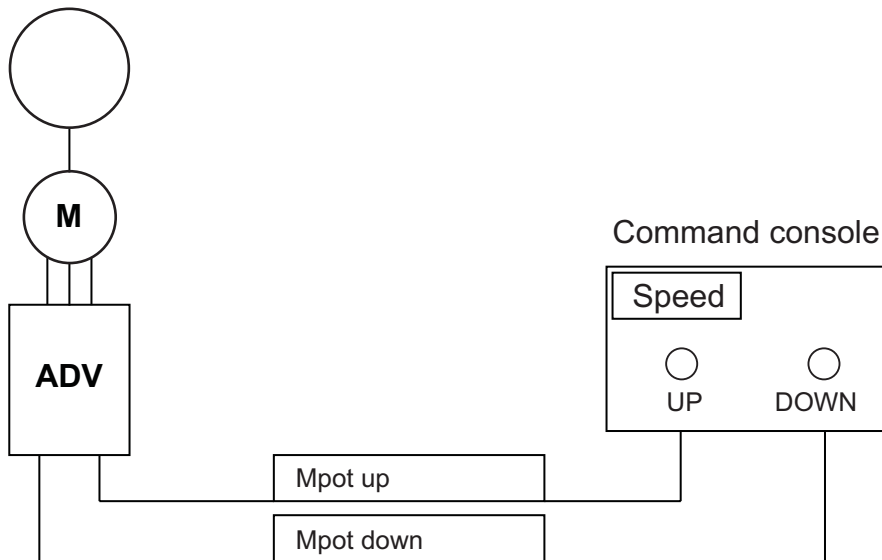 M
Command console
Speed
ADV
UP DOWN
Mpot up
Mpot down